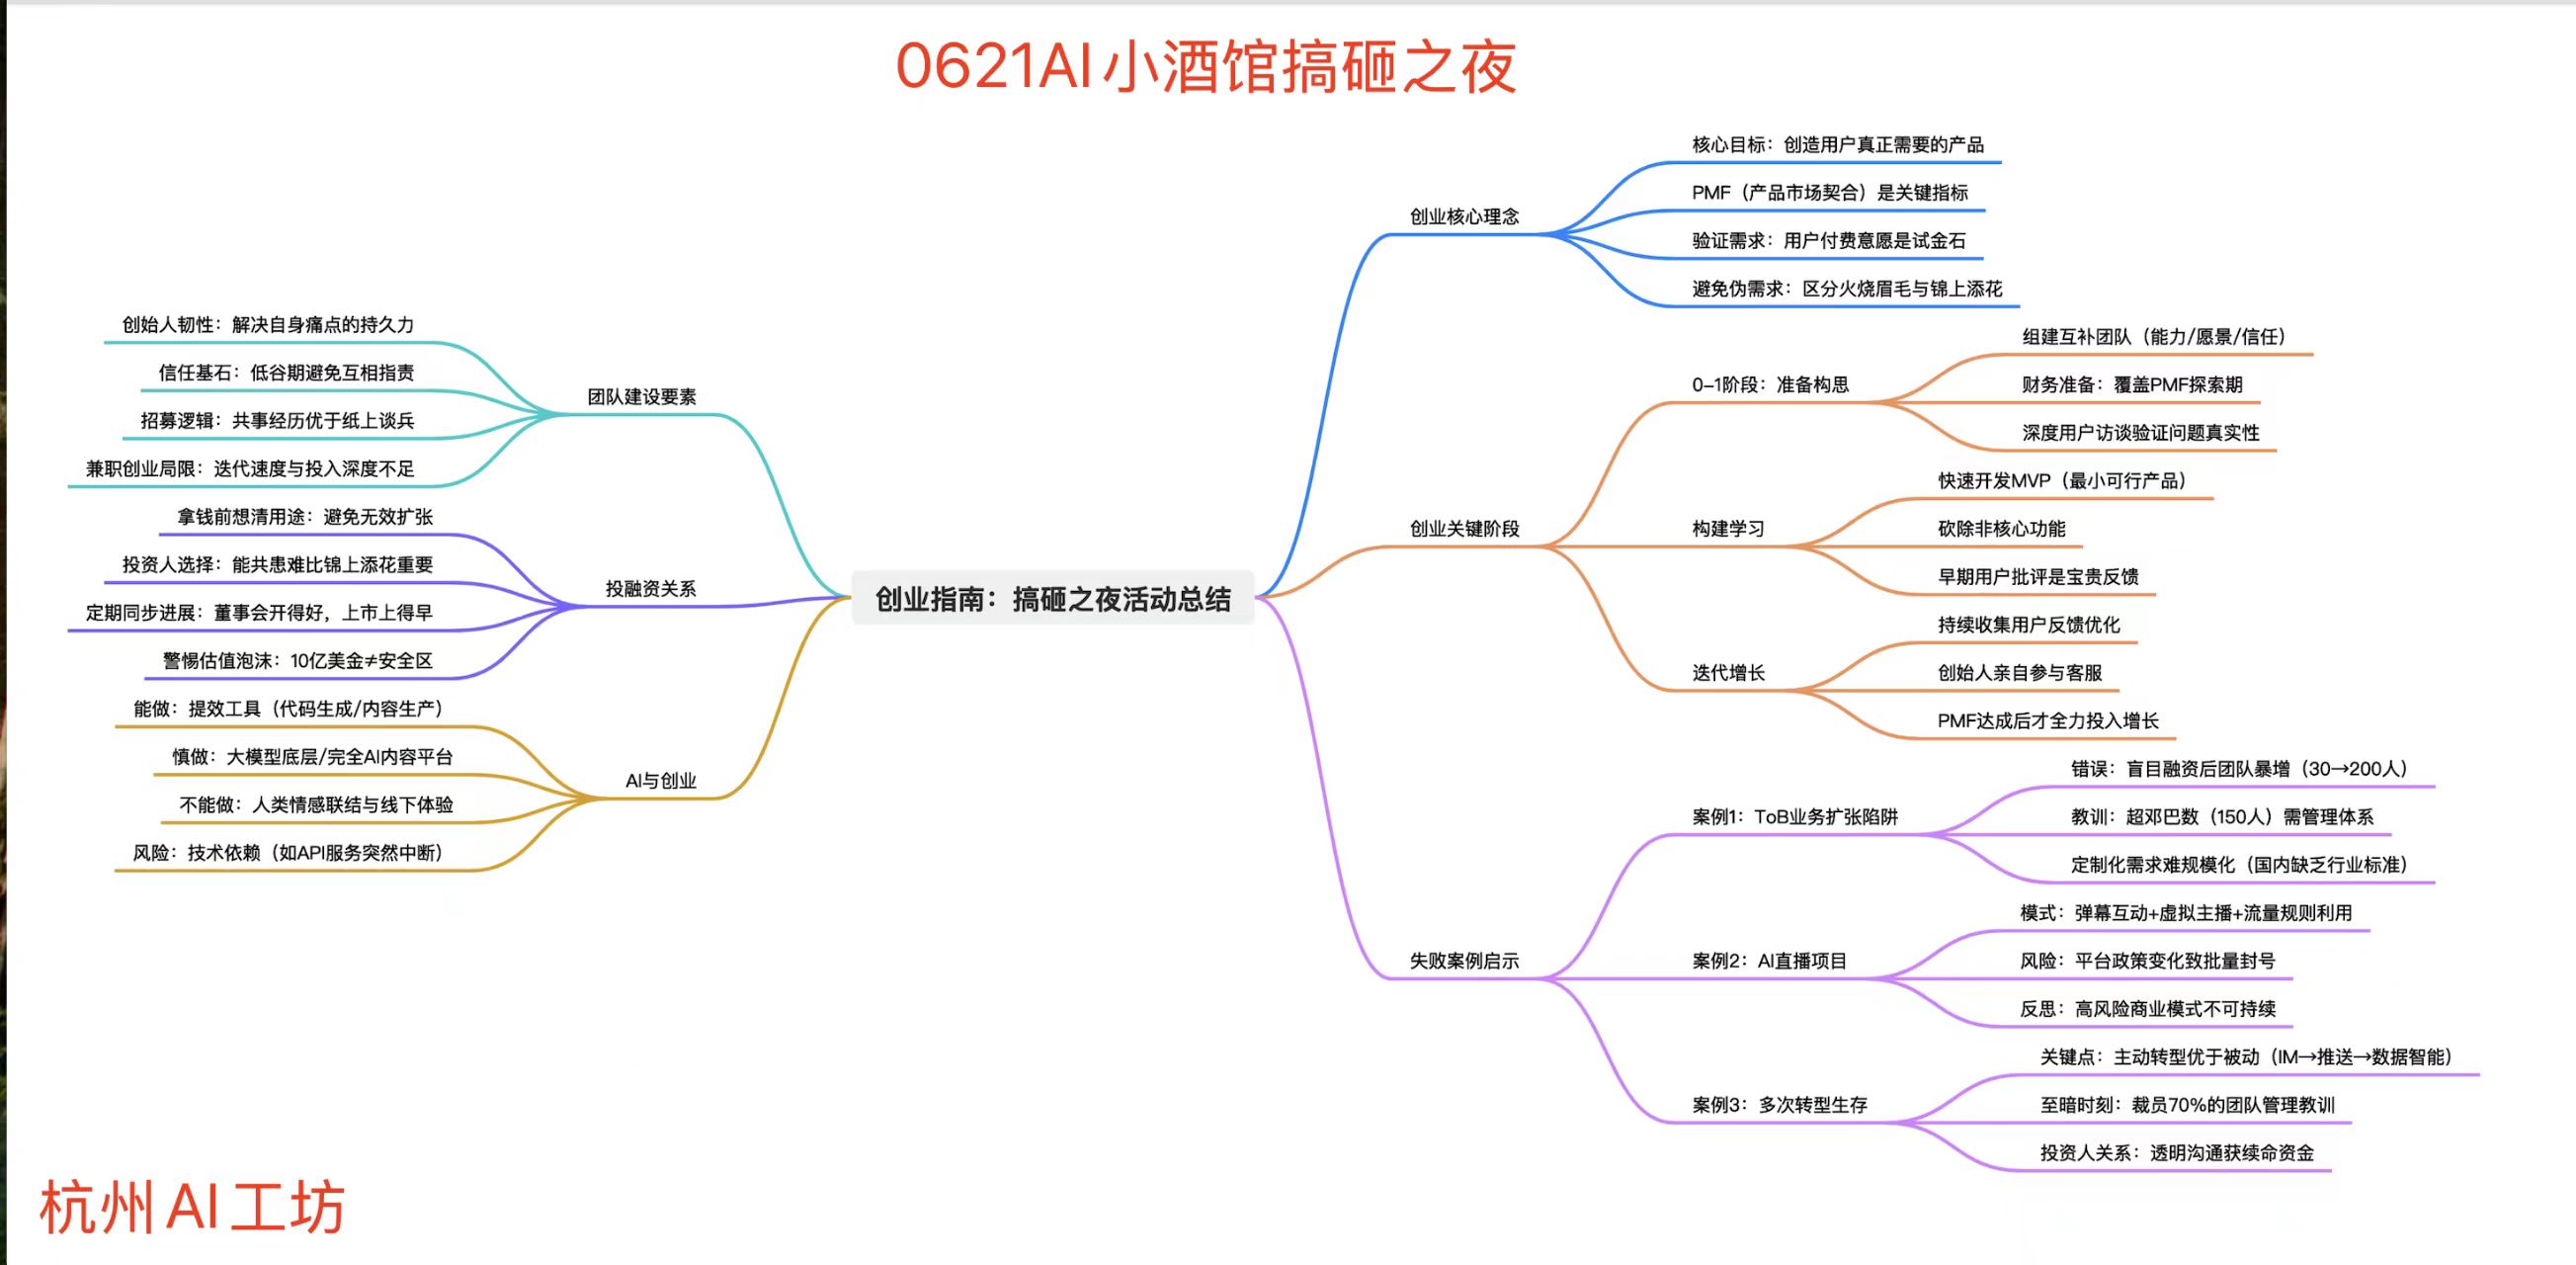 0621AI小酒馆搞砸之夜
创业指南：搞砸之夜活动总结
创业核心理念
核心目标：创造用户真正需要的产品
PMF（产品市场契合）是关键指标
验证需求：用户付费意愿是试金石
避免伪需求：区分火烧眉毛与锦上添花
创业关键阶段
0–1阶段：准备构思
组建互补团队（能力/愿景/信任）
财务准备：覆盖PMF探索期
深度用户访谈验证问题真实性
构建学习
快速开发MVP（最小可行产品）
砍除非核心功能
早期用户批评是宝贵反馈
迭代增长
持续收集用户反馈优化
创始人亲自参与客服
PMF达成后才全力投入增长
失败案例启示
案例1：ToB业务扩张陷阱
错误：盲目融资后团队暴增（30→200人）
教训：超邓巴数（150人）需管理体系
定制化需求难规模化（国内缺乏行业标准）
案例2：AI直播项目
模式：弹幕互动+虚拟主播+流量规则利用
风险：平台政策变化致批量封号
反思：高风险商业模式不可持续
案例3：多次转型生存
关键点：主动转型优于被动（IM→推送→数据智能）
至暗时刻：裁员70%的团队管理教训
投资人关系：透明沟通获续命资金
团队建设要素
创始人韧性：解决自身痛点的持久力
信任基石：低谷期避免互相指责
招募逻辑：共事经历优于纸上谈兵
兼职创业局限：迭代速度与投入深度不足
投融资关系
拿钱前想清用途：避免无效扩张
投资人选择：能共患难比锦上添花重要
定期同步进展：董事会开得好，上市上得早
警惕估值泡沫：10亿美金≠安全区
AI与创业
能做：提效工具（代码生成/内容生产）
慎做：大模型底层/完全AI内容平台
不能做：人类情感联结与线下体验
风险：技术依赖（如API服务突然中断）
杭州AI工坊